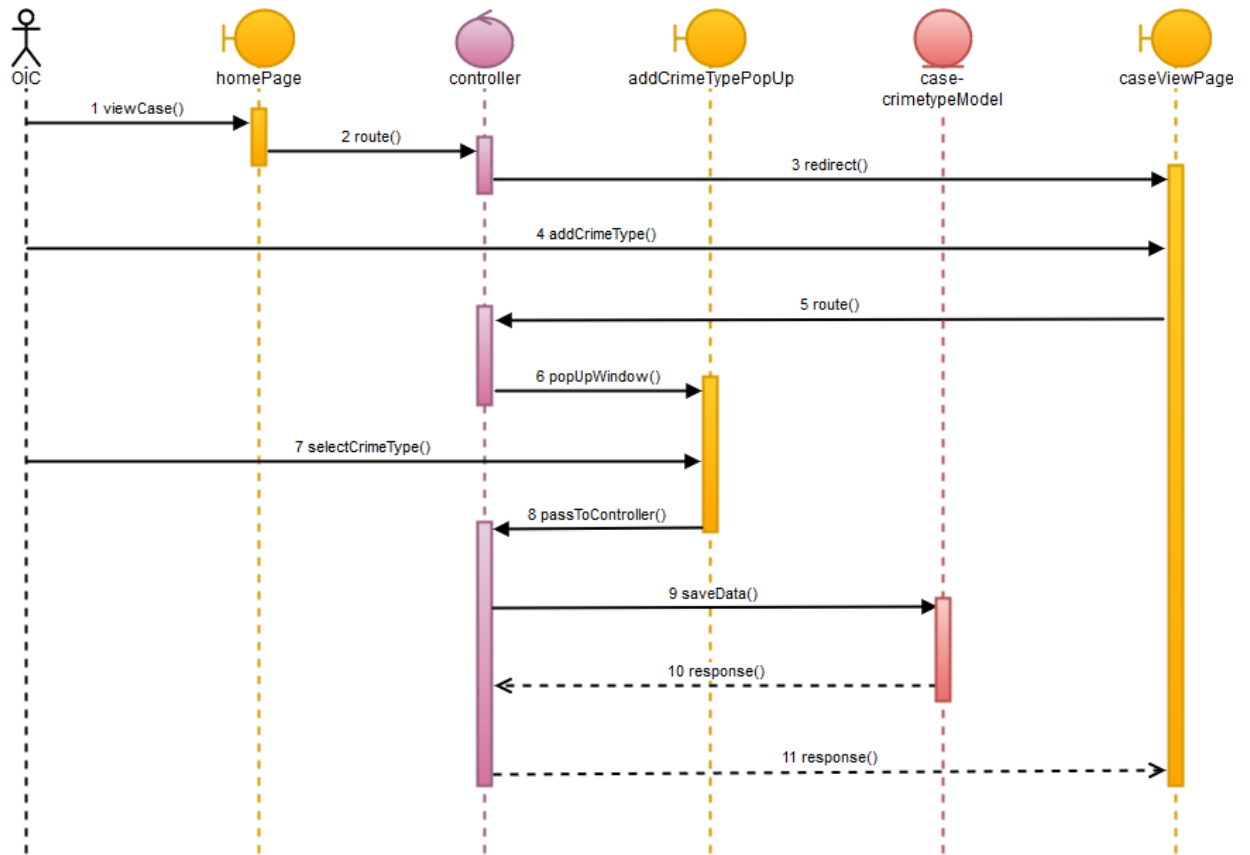 OIC
homePage
controller
addCrimeTypePopUp
case-
crimetypeModel
caseViewPage
1 viewCase()
2 route()
3 redirect()
4 addCrimeType()
5 route()
6 popUpWindow()
7 selectCrimeType()
8 passToController()
9 saveData()
10 response()
11 response()